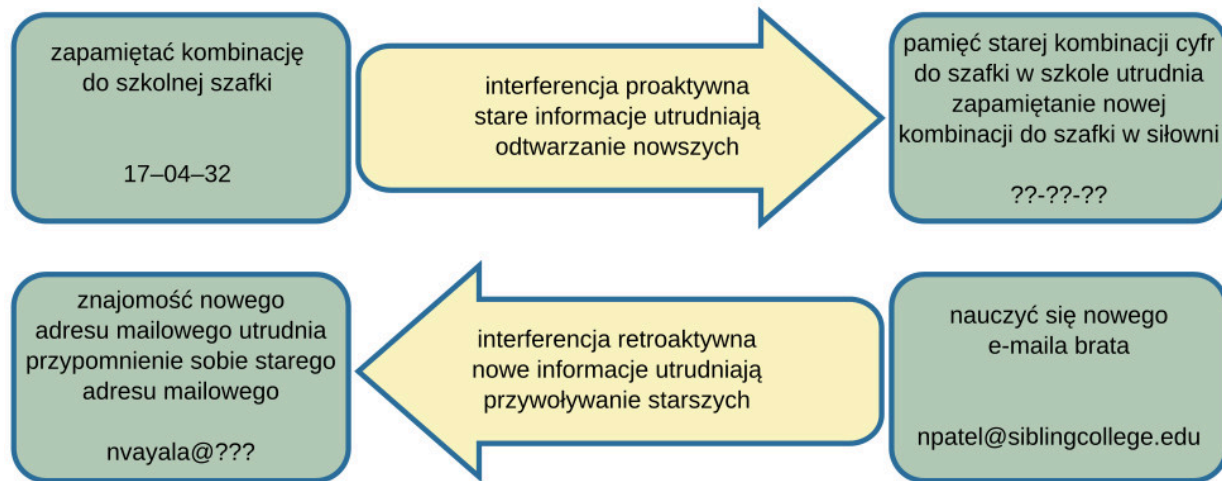 zapamiętać kombinację
do szkolnej szafki
17–04–32
interferencja proaktywna
stare informacje utrudniają
odtwarzanie nowszych
pamięć starej kombinacji cyfr
do szafki w szkole utrudnia
zapamiętanie nowej
kombinacji do szafki w siłowni
??-??-??
znajomość nowego
adresu mailowego utrudnia
przypomnienie sobie starego
adresu mailowego
nvayala@???
interferencja retroaktywna
nowe informacje utrudniają
przywoływanie starszych
nauczyć się nowego
e-maila brata
npatel@siblingcollege.edu